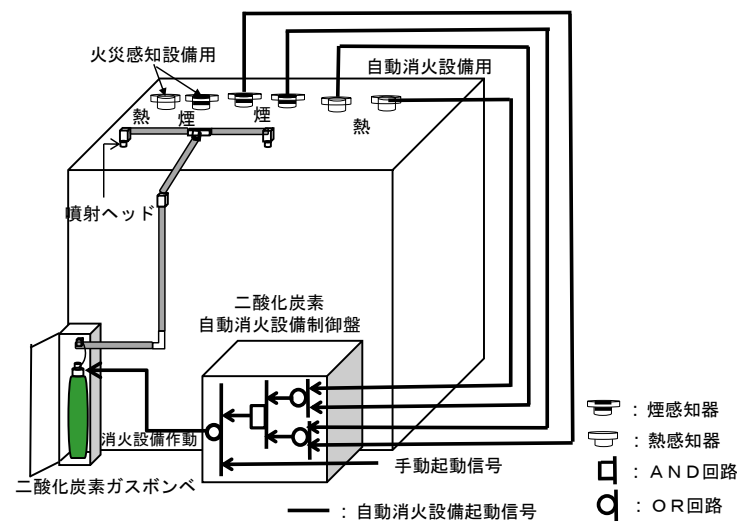 火災感知設備用
自動消火設備用
熱
煙
煙
熱
噴射ヘッド
二酸化炭素
自動消火設備制御盤
消火設備作動
手動起動信号
二酸化炭素ガスボンベ
：煙感知器
：熱感知器
：ＡＮＤ回路
：ＯＲ回路
：自動消火設備起動信号